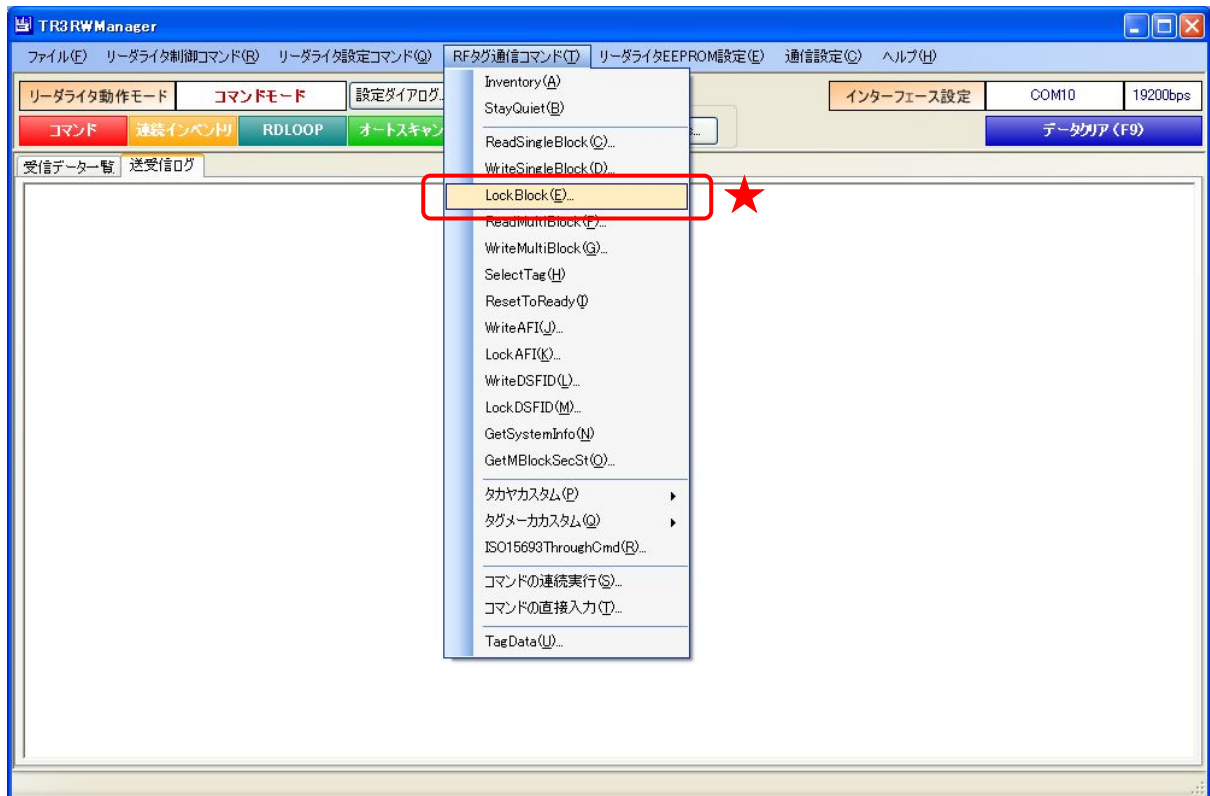 TR3RWManager
ファイル(F) リーダライタ制御コマンド(R) リーダライタ設定コマンド(Q) RFタグ通信コマンド(T) リーダライタEEPROM設定(E) 通信設定(C) ヘルプ(H)
リーダライタ動作モード コマンドモード 設定ダイアログ... インターフェース設定 COM10 19200bps
コマンド 連続インベントリ RDLOOP オートスキャン ... データクリア(F9)
受信データ一覧 送受信ログ
Inventory(A)
StayQuiet(B)
ReadSingleBlock(C)...
WriteSingleBlock(D)...
LockBlock(E)...
★
ReadMultiBlock(F)...
WriteMultiBlock(G)...
SelectTag(H)
ResetToReady(I)
WriteAFI(J)...
LockAFI(K)...
WriteDSFID(L)...
LockDSFID(M)...
GetSystemInfo(N)
GetMBlockSecSt(O)...
タカヤカスタム(P)
タグメーカカスタム(Q)
ISO15693ThroughCmd(R)...
コマンドの連続実行(S)...
コマンドの直接入力(T)...
TagData(U)...